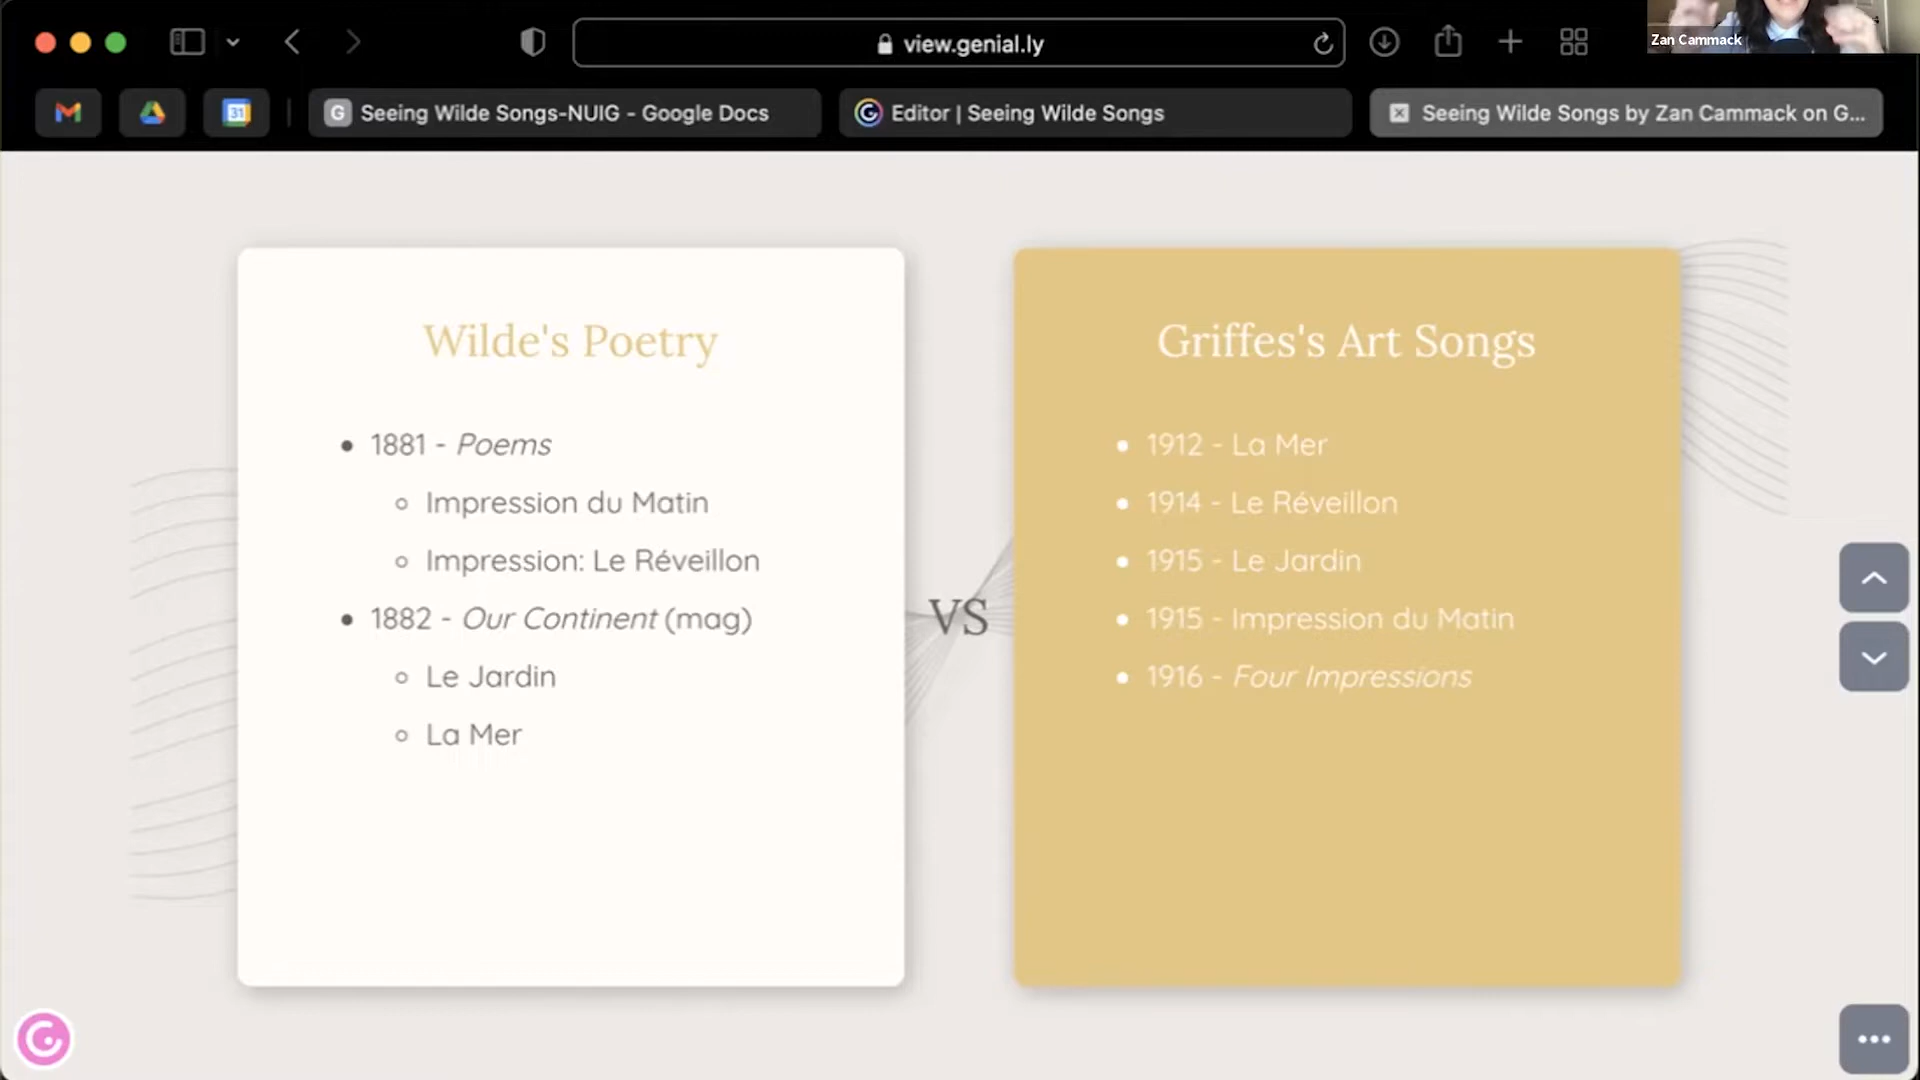 view.genial.ly
Zan Cammack
31
G Seeing Wilde Songs-NUIG - Google Docs
Editor | Seeing Wilde Songs
Seeing Wilde Songs by Zan Cammack on G...
Wilde's Poetry
• 1881 - Poems
◦ Impression du Matin
◦ Impression: Le Réveillon
• 1882 - Our Continent (mag)
◦ Le Jardin
◦ La Mer
VS
Griffes's Art Songs
• 1912 - La Mer
• 1914 - Le Réveillon
• 1915 - Le Jardin
• 1915 - Impression du Matin
• 1916 - Four Impressions